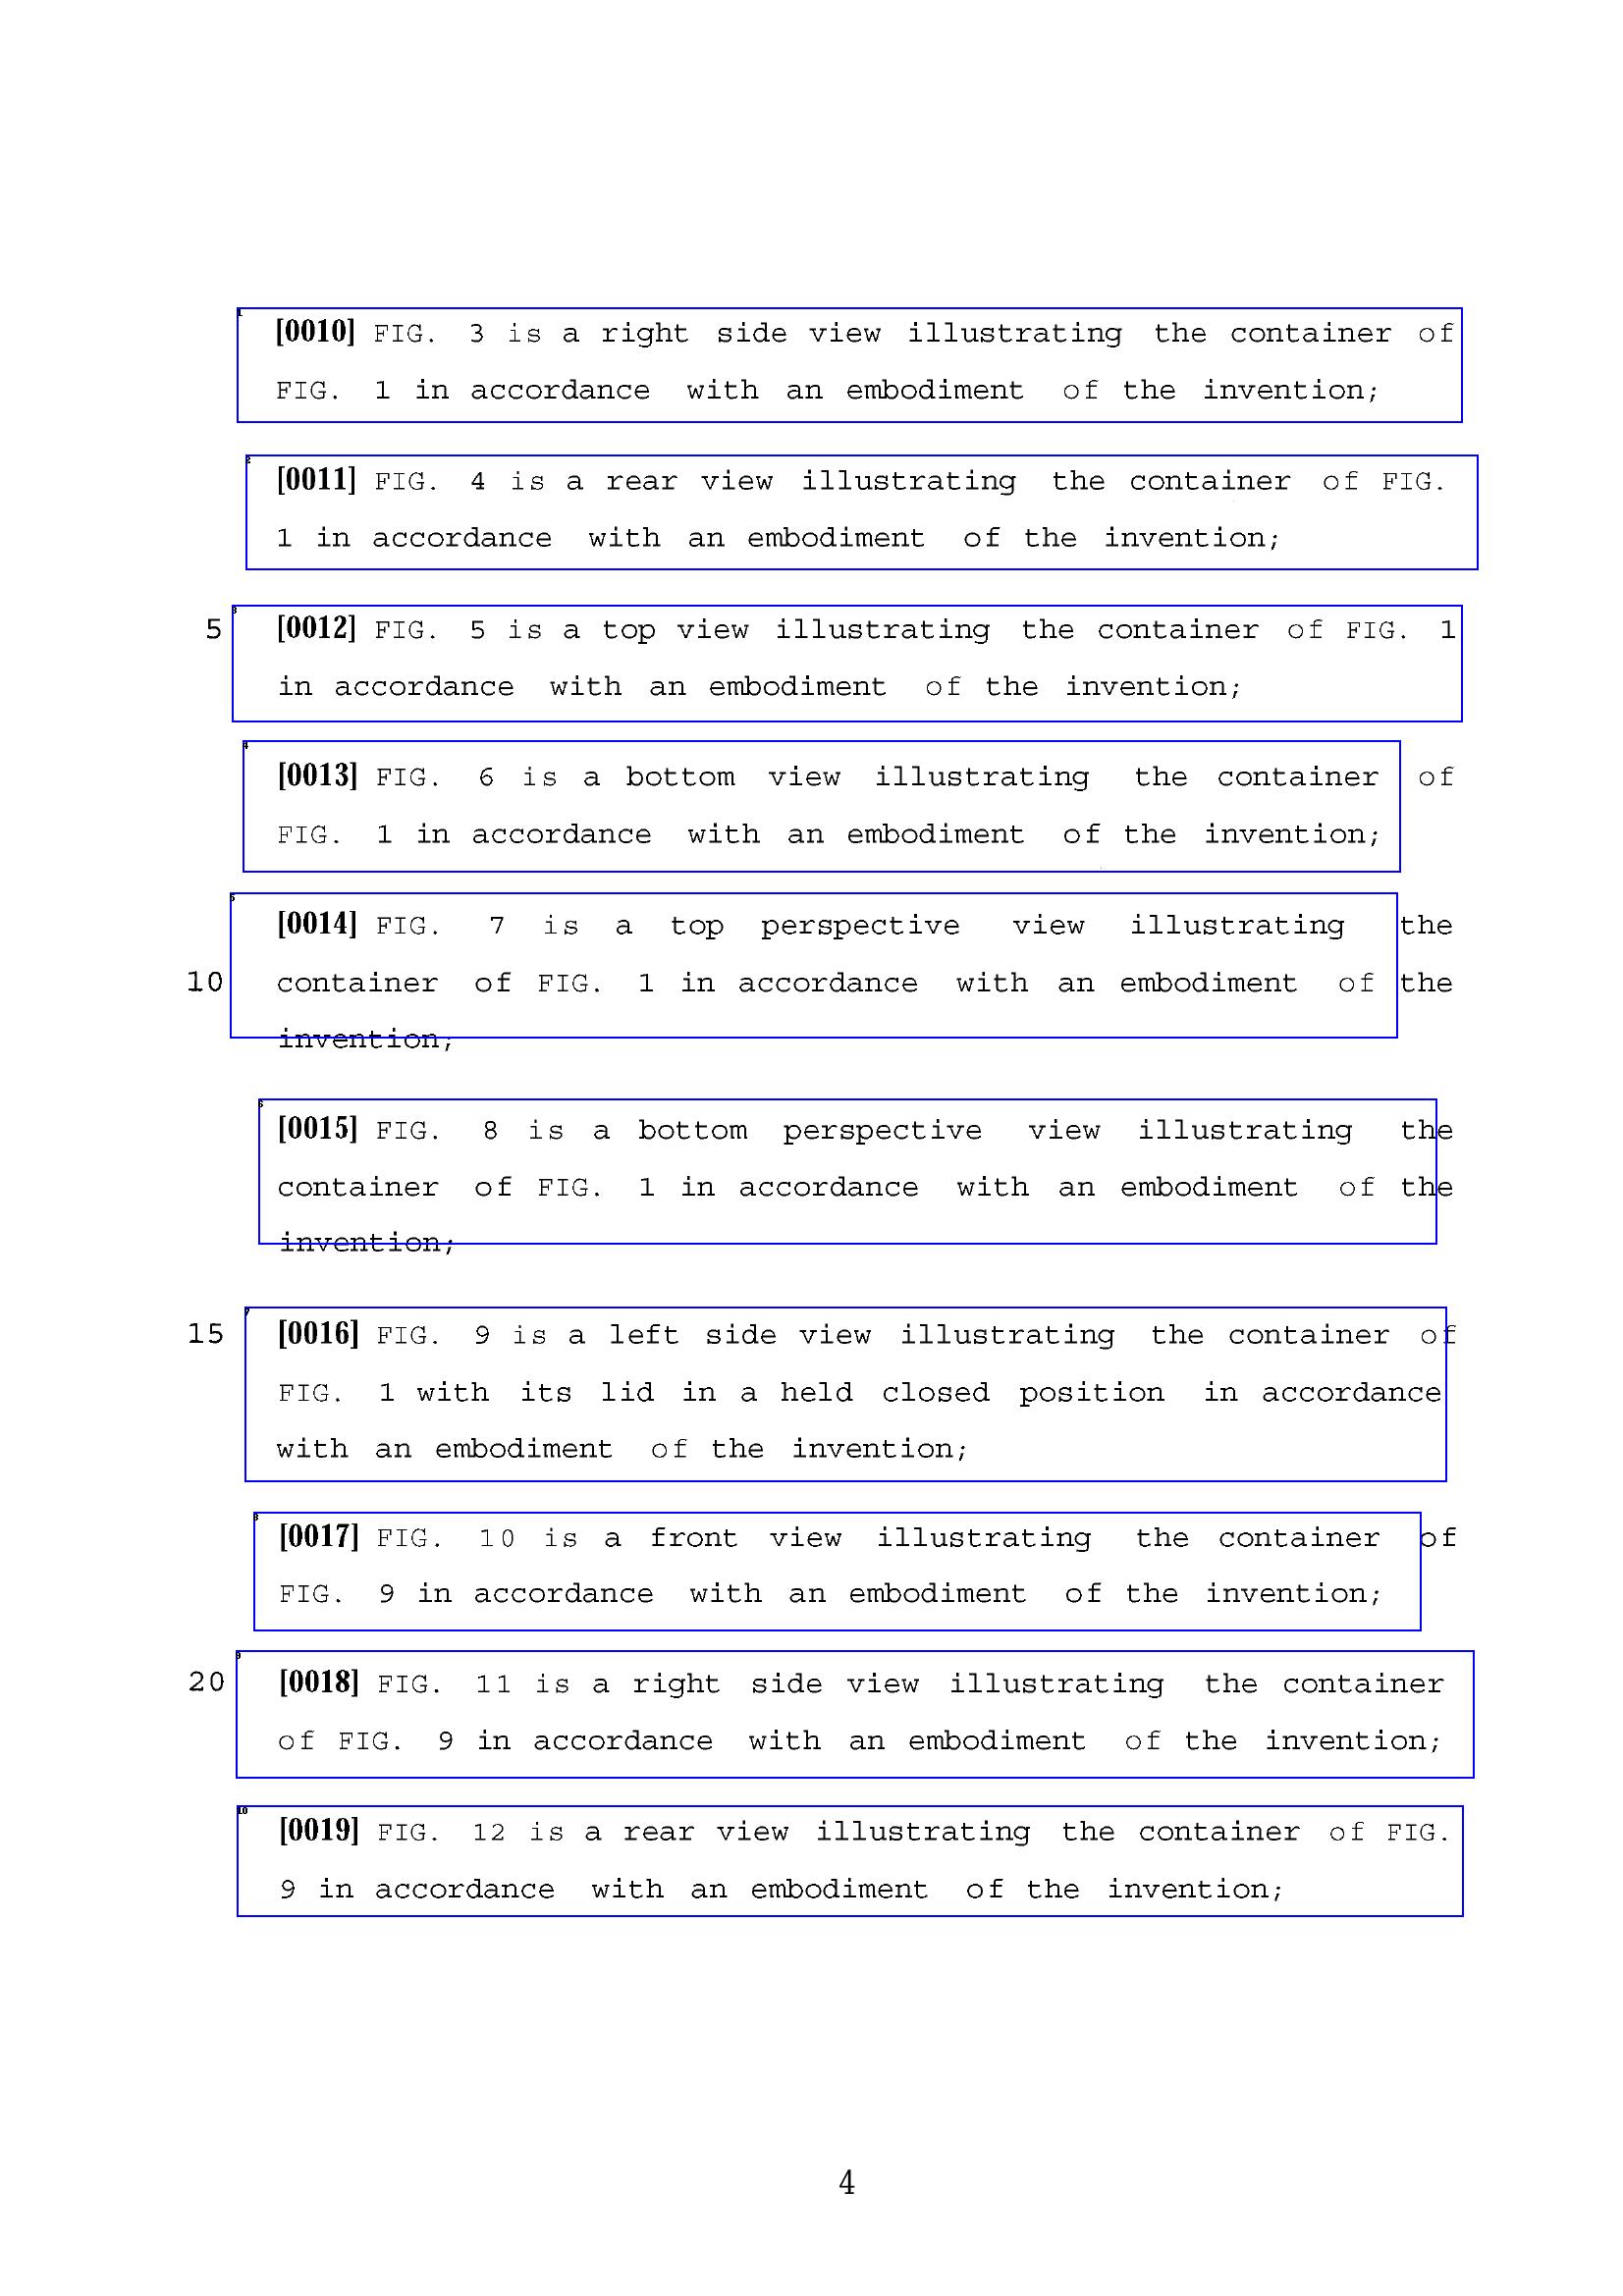 [0010] FIG. 3 is a right side view illustrating the container of
FIG. 1 in accordance with an embodiment of the invention;
[0011] FIG. 4 is a rear view illustrating the container of FIG.
1 in accordance with an embodiment of the invention;
5 [0012] FIG. 5 is a top view illustrating the container of FIG. 1
in accordance with an embodiment of the invention;
[0013] FIG. 6 is a bottom view illustrating the container of
FIG. 1 in accordance with an embodiment of the invention;
[0014] FIG. 7 is a top perspective view illustrating the
10 container of FIG. 1 in accordance with an embodiment of the
invention;
[0015] FIG. 8 is a bottom perspective view illustrating the
container of FIG. 1 in accordance with an embodiment of the
invention;
15 [0016] FIG. 9 is a left side view illustrating the container of
FIG. 1 with its lid in a held closed position in accordance
with an embodiment of the invention;
[0017] FIG. 10 is a front view illustrating the container of
FIG. 9 in accordance with an embodiment of the invention;
20 [0018] FIG. 11 is a right side view illustrating the container
of FIG. 9 in accordance with an embodiment of the invention;
[0019] FIG. 12 is a rear view illustrating the container of FIG.
9 in accordance with an embodiment of the invention;
4